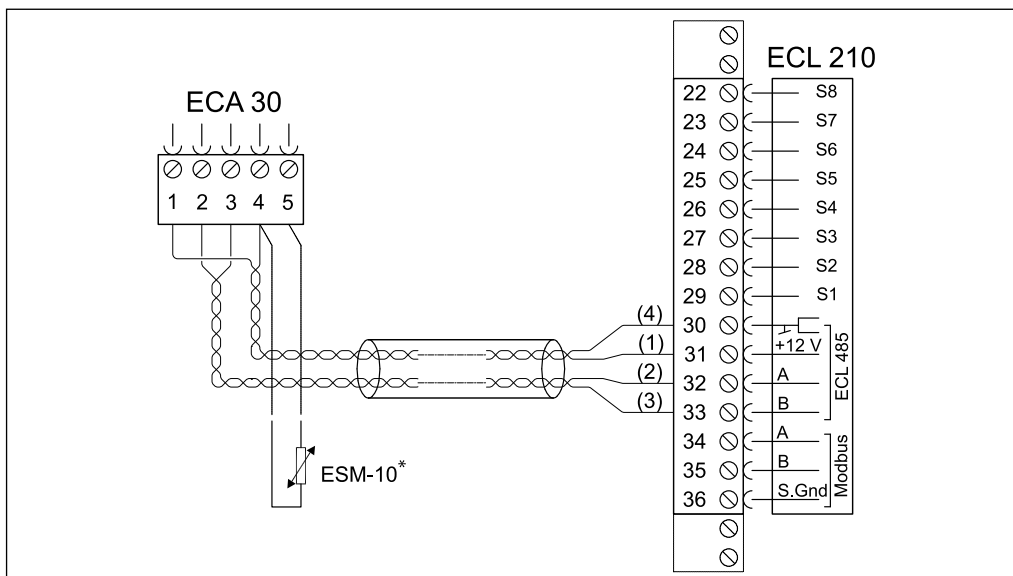 ECL 210
ECA 30
1 2 3 4 5
22 S8
23 S7
24 S6
25 S5
26 S4
27 S3
28 S2
29 S1
(4) 30
(1) 31 +12 V
(2) 32 A
(3) 33 B
ECL 485
34 A
35 B
36 S.Gnd
Modbus
ESM-10*